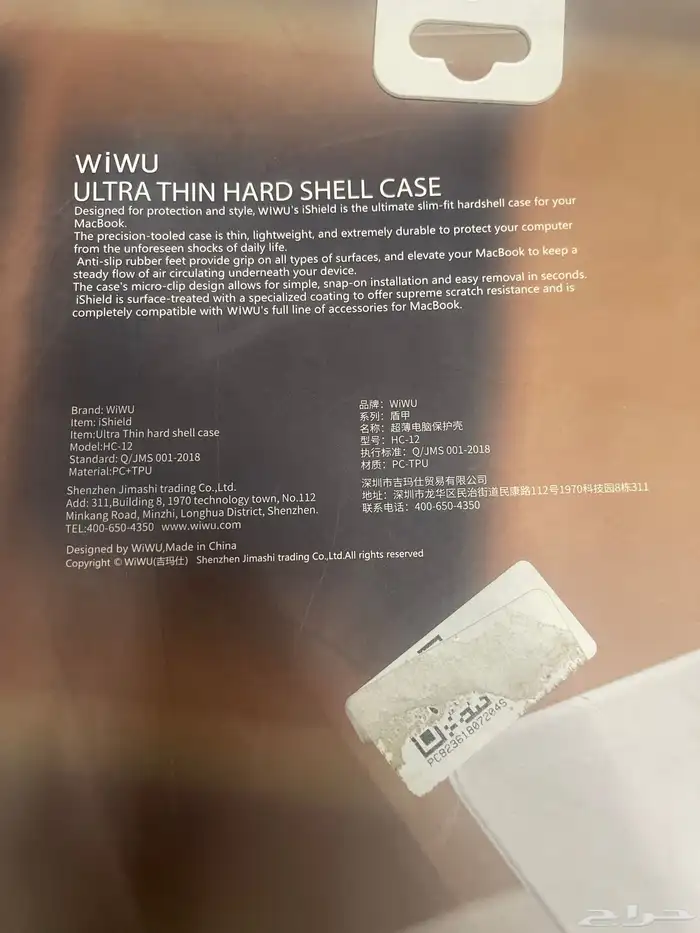 WiWU
ULTRA THIN HARD SHELL CASE
Designed for protection and style, WIWU's iShield is the ultimate slim-fit hardshell case for your
MacBook.
The precision-tooled case is thin, lightweight, and extremely durable to protect your computer
from the unforeseen shocks of daily life.
Anti-slip rubber feet provide grip on all types of surfaces, and elevate your MacBook to keep a
steady flow of air circulating underneath your device.
The case's micro-clip design allows for simple, snap-on installation and easy removal in seconds.
iShield is surface-treated with a specialized coating to offer supreme scratch resistance and is
completely compatible with WIWU's full line of accessories for MacBook.
Brand: WiWU
Item: iShield
Item:Ultra Thin hard shell case
Model:HC-12
Standard: Q/JMS 001-2018
Material:PC+TPU
Shenzhen Jimashi trading Co.,Ltd.
Add: 311,Building 8, 1970 technology town, No.112
Minkang Road, Minzhi, Longhua District, Shenzhen.
TEL:400-650-4350 www.wiwu.com
Designed by WiWU,Made in China
Copyright © WiWU(吉玛仕) Shenzhen Jimashi trading Co.,Ltd.All rights reserved
品牌：WiWU
系列：盾甲
名称：超薄电脑保护壳
型号：HC-12
执行标准：Q/JMS 001-2018
材质：PC-TPU
深圳市吉玛仕贸易有限公司
地址：深圳市龙华区民治街道民康路112号1970科技园8栋311
联系电话：400-650-4350
PC82361807204S
حراج